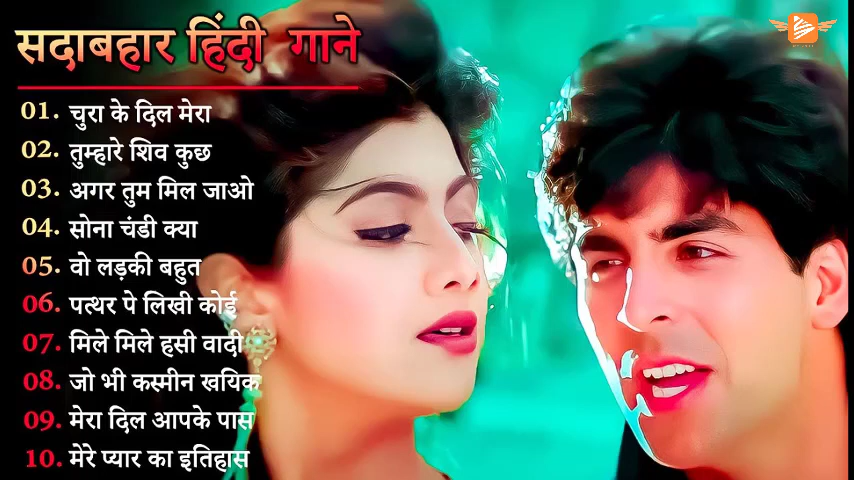 सदाबहार हिंदी गाने
01. चुरा के दिल मेरा
02. तुम्हारे शिव कुछ
03. अगर तुम मिल जाओ
04. सोना चंडी क्या
05. वो लड़की बहुत
06. पत्थर पे लिखी कोई
07. मिले मिले हसी वादी
08. जो भी कस्मीन खयिक
09. मेरा दिल आपके पास
10. मेरे प्यार का इतिहास